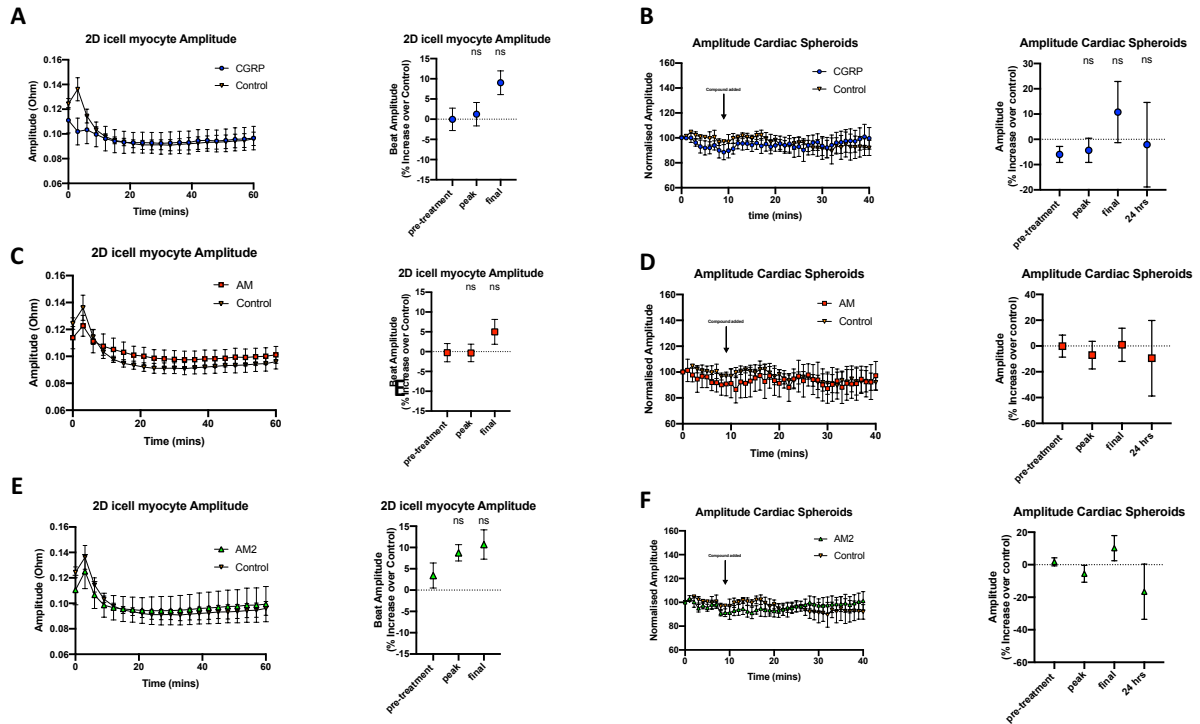 A
2D icell myocyte Amplitude
Amplitude (Ohm)
0.16
0.14
0.12
0.10
0.08
0.06
0
20
40
60
Time (mins)
CGRP
Control
2D icell myocyte Amplitude
ns
ns
Beat Amplitude
(% Increase over Control)
15
10
5
0
-5
-10
-15
pre-treatment
peak
final
B
Amplitude Cardiac Spheroids
Normalised Amplitude
160
140
120
100
80
60
0
10
20
30
40
time (mins)
Compound added
CGRP
Control
Amplitude Cardiac Spheroids
ns
ns
ns
Amplitude
(% Increase over control)
30
20
10
0
-10
-20
pre-treatment
peak
final
24 hrs
C
2D icell myocyte Amplitude
Amplitude (Ohm)
0.16
0.14
0.12
0.10
0.08
0.06
0
20
40
60
Time (mins)
AM
Control
2D icell myocyte Amplitude
ns
ns
Beat Amplitude
(% Increase over Control)
E
15
10
5
0
-5
-10
-15
pre-treatment
peak
final
D
Amplitude Cardiac Spheroids
Normalised Amplitude
160
140
120
100
80
60
0
10
20
30
40
Time (mins)
Compound added
AM
Control
Amplitude Cardiac Spheroids
Amplitude
(% Increase over control)
40
20
0
-20
-40
-60
pre-treatment
peak
final
24 hrs
E
2D icell myocyte Amplitude
Amplitude (Ohm)
0.16
0.14
0.12
0.10
0.08
0.06
0
20
40
60
Time (mins)
AM2
Control
2D icell myocyte Amplitude
ns
ns
Beat Amplitude
(% Increase over Control)
15
10
5
0
-5
-10
-15
pre-treatment
peak
final
F
Amplitude Cardiac Spheroids
Normalised Amplitude
160
140
120
100
80
60
0
10
20
30
40
Time (mins)
Compound added
AM2
Control
Amplitude Cardiac Spheroids
Amplitude
(% Increase over control)
20
0
-20
-40
-60
pre-treatment
peak
final
24 hrs